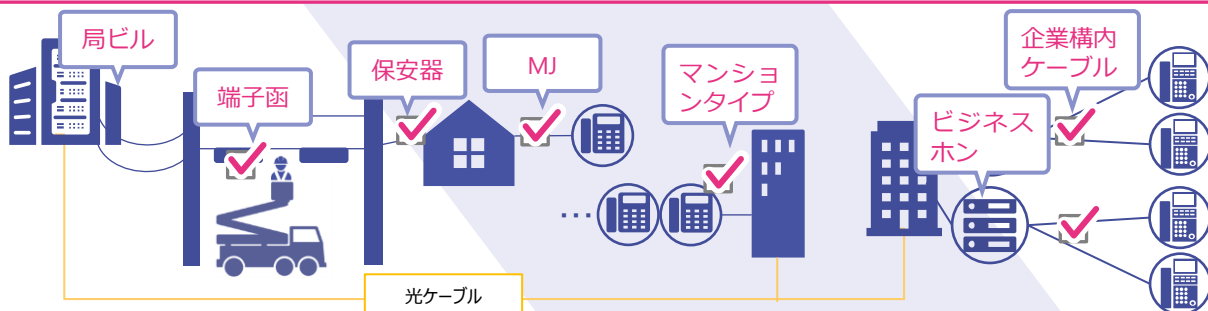 局ビル
端子函
保安器
MJ
マンショ
ンタイプ
ビジネス
ホン
企業構内
ケーブル
…
光ケーブル